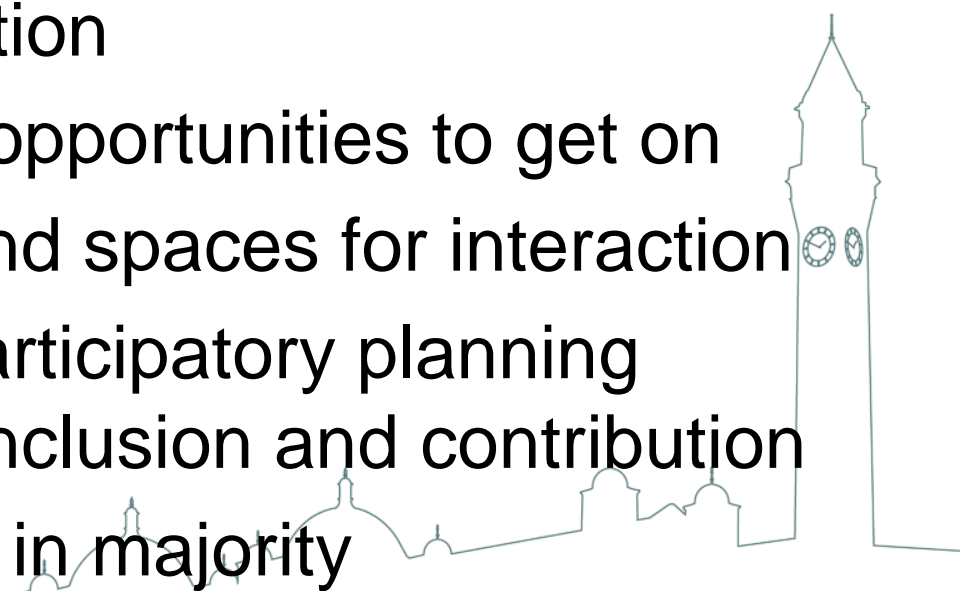 tion
opportunities to get on
nd spaces for interaction
articipatory planning
nclusion and contribution
in majority